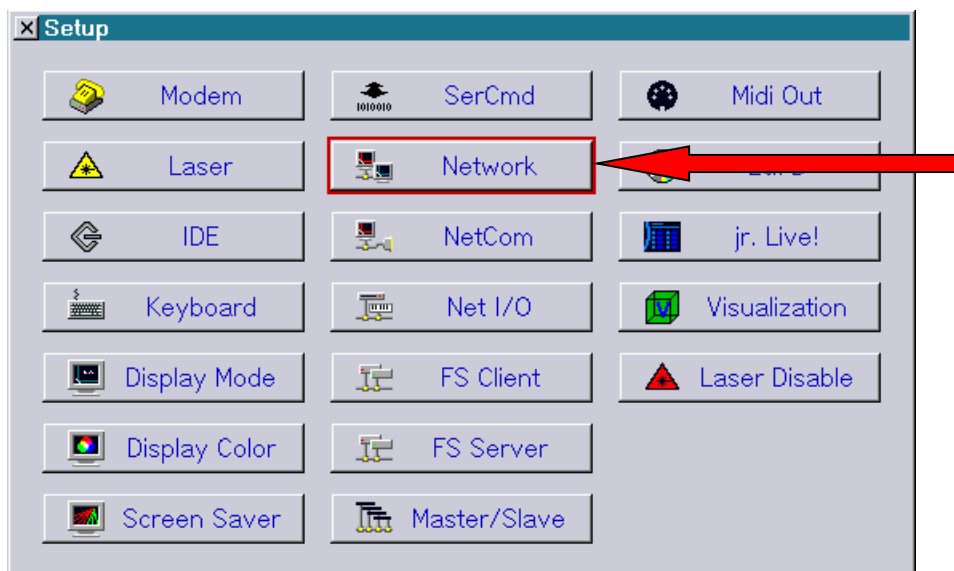 Setup
Modem
SerCmd
1010010
Midi Out
Laser
Network
IDE
NetCom
jr. Live!
Keyboard
Net I/O
V
Visualization
Display Mode
FS Client
Laser Disable
Display Color
FS Server
Screen Saver
Master/Slave